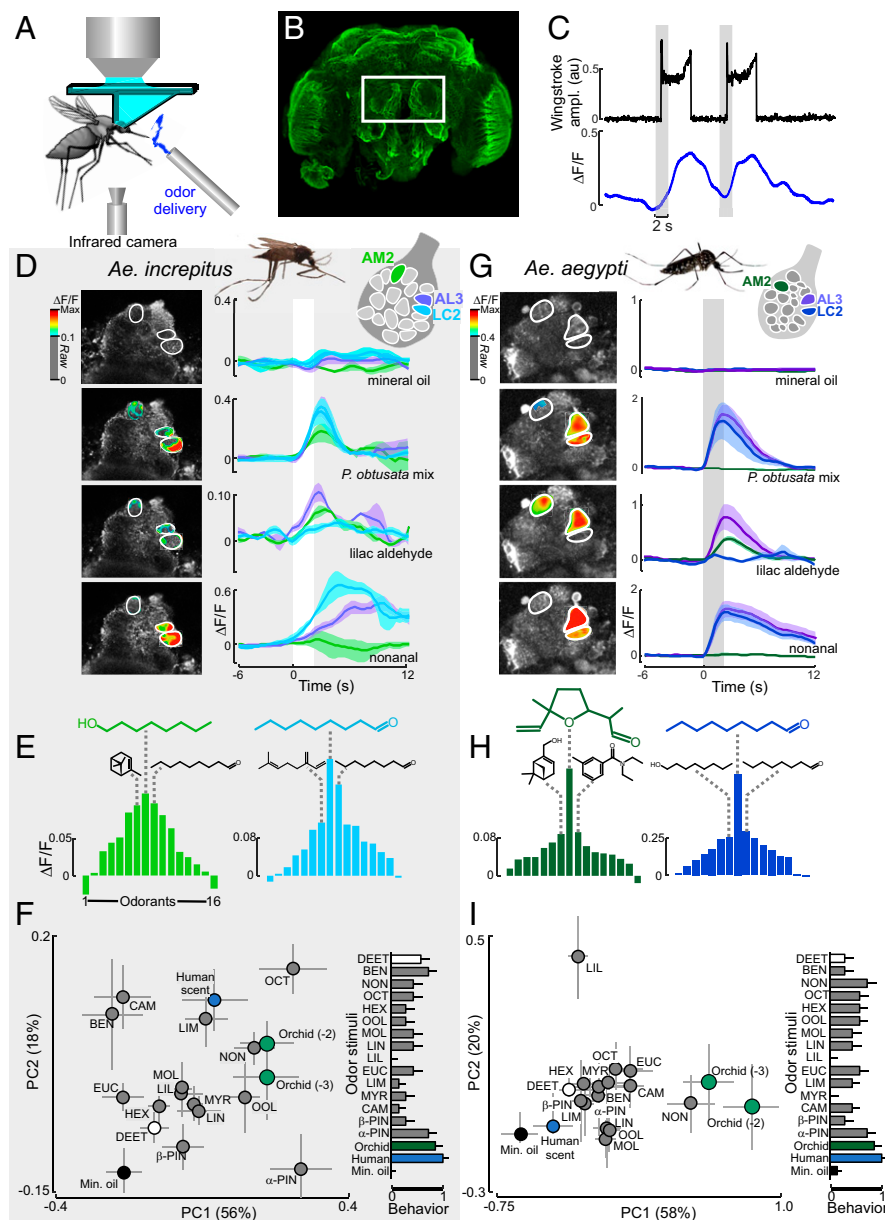 A
odor
delivery
Infrared camera
B
C
Wingstroke
ampl. (au)
0.5
0
ΔF/F
2 s
D
Ae. increpitus
AM2
AL3
LC2
ΔF/F
Max
0.1
Raw
0
0.4
0
mineral oil
0.4
0
P. obtusata mix
0.10
0
lilac aldehyde
0.6
0
ΔF/F
nonanal
-6
0
12
Time (s)
G
Ae. aegypti
AM2
AL3
LC2
ΔF/F
Max
0.4
Raw
0
1
0
mineral oil
2
0
P. obtusata mix
1
0
lilac aldehyde
2
0
ΔF/F
nonanal
-6
0
12
Time (s)
E
HO
O
O
O
ΔF/F
0.05
0
1
Odorants
16
0.08
0
H
O
O
OH
O
N
O
HO
O
0.08
0
0.25
0
F
0.2
PC2 (18%)
-0.15
-0.4
PC1 (56%)
0.4
OCT
Human
scent
CAM
BEN
LIM
NON
Orchid (-2)
Orchid (-3)
MOL
LIL
EUC
MYR
OOL
HEX
LIN
DEET
β-PIN
Min. oil
α-PIN
Odor stimuli
DEET
BEN
NON
OCT
HEX
OOL
MOL
LIN
LIL
EUC
LIM
MYR
CAM
β-PIN
α-PIN
Orchid
Human
Min. oil
0
1
Behavior
I
0.5
PC2 (20%)
-0.3
-0.75
PC1 (58%)
1.0
LIL
OCT
EUC
HEX
MYR
DEET
BEN
CAM
β-PIN
LIM
α-PIN
Orchid (-3)
NON
Orchid (-2)
LIN
OOL
MOL
Human
scent
Min. oil
Odor stimuli
DEET
BEN
NON
OCT
HEX
OOL
MOL
LIN
LIL
EUC
LIM
MYR
CAM
β-PIN
α-PIN
Orchid
Human
Min. oil
0
1
Behavior